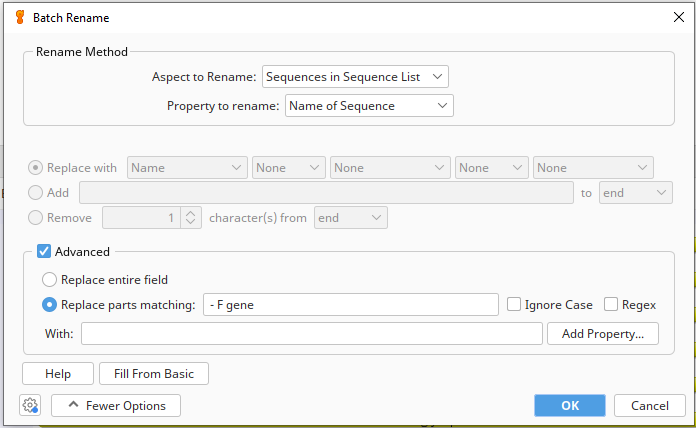 Batch Rename
Rename Method
Aspect to Rename: Sequences in Sequence List
Property to rename: Name of Sequence
Replace with Name None None None None
Add to end
Remove 1 character(s) from end
Advanced
Replace entire field
Replace parts matching: - F gene Ignore Case Regex
With: Add Property...
Help Fill From Basic
Fewer Options OK Cancel